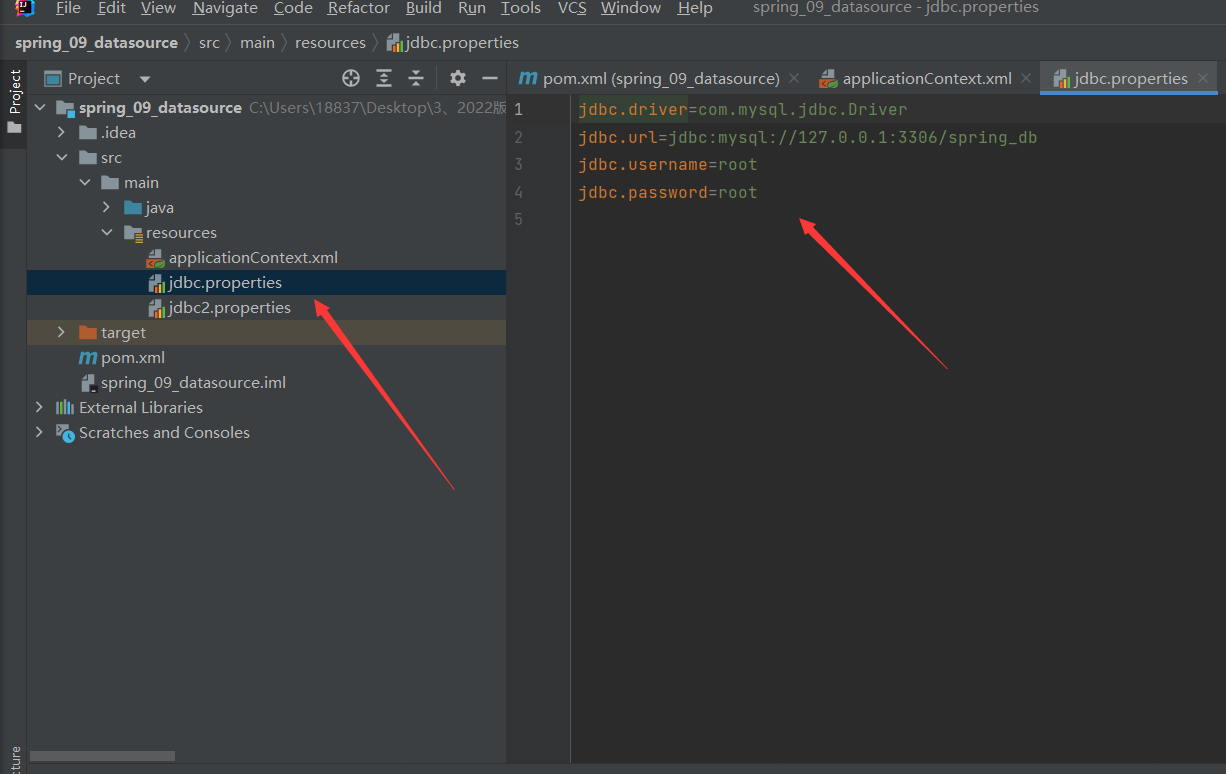 File Edit View Navigate Code Refactor Build Run Tools VCS Window Help spring_09_datasource - jdbc.properties
spring_09_datasource src main resources jdbc.properties
Project
Project
pom.xml (spring_09_datasource) applicationContext.xml jdbc.properties
spring_09_datasource C:\Users\18837\Desktop\3、2022版
.idea
src
main
java
resources
applicationContext.xml
jdbc.properties
jdbc2.properties
target
pom.xml
spring_09_datasource.iml
External Libraries
Scratches and Consoles
1 jdbc.driver=com.mysql.jdbc.Driver
2 jdbc.url=jdbc:mysql://127.0.0.1:3306/spring_db
3 jdbc.username=root
4 jdbc.password=root
5
cture